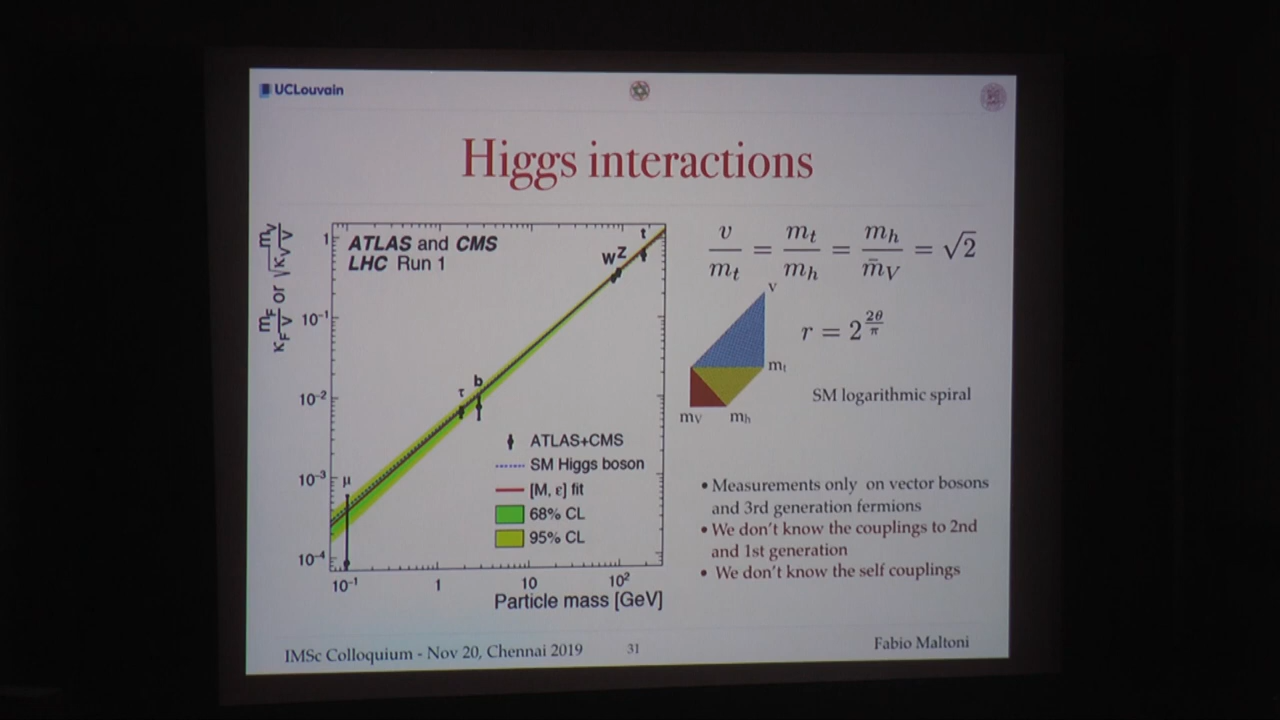 UCLouvain
Higgs interactions
κ_F m_F/v or √κ_V m_V/v
ATLAS and CMS
LHC Run 1
1
10⁻¹
10⁻²
10⁻³
10⁻⁴
μ
τ
b
W
Z
t
ATLAS+CMS
SM Higgs boson
[M, ε] fit
68% CL
95% CL
10⁻¹ 1 10 10²
Particle mass [GeV]
v/m_t = m_t/m_h = m_h/m̄_V = √2
v
r = 2^(2θ/π)
m_t
SM logarithmic spiral
m_V m_h
• Measurements only on vector bosons
and 3rd generation fermions
• We don't know the couplings to 2nd
and 1st generation
• We don't know the self couplings
IMSc Colloquium - Nov 20, Chennai 2019
31
Fabio Maltoni